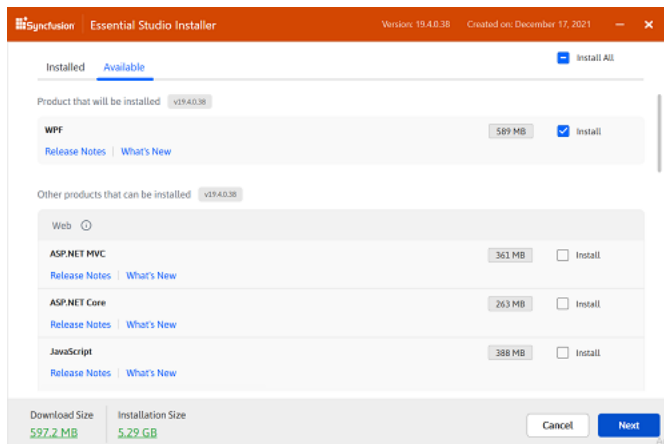 Syncfusion Essential Studio Installer Version: 19.4.0.38 Created on: December 17, 2021
Installed Available Install All
Product that will be installed v19.4.0.38
WPF 589 MB Install
Release Notes What's New
Other products that can be installed v19.4.0.38
Web
ASP.NET MVC 361 MB Install
Release Notes What's New
ASP.NET Core 263 MB Install
Release Notes What's New
JavaScript 388 MB Install
Release Notes What's New
Download Size Installation Size
597.2 MB 5.29 GB
Cancel Next